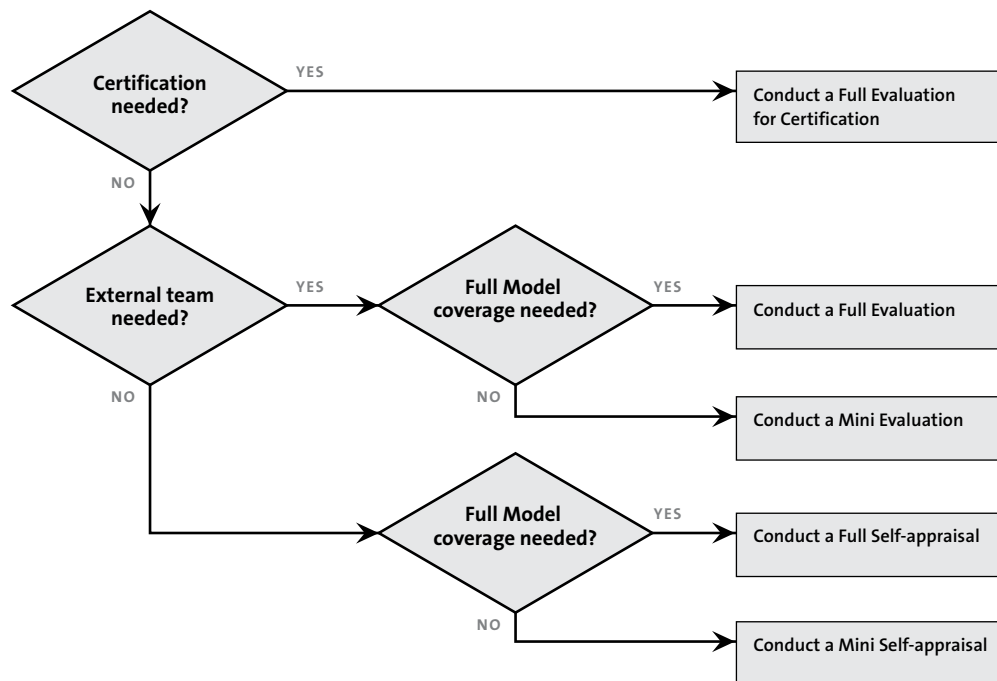 Certification
needed?
YES
Conduct a Full Evaluation
for Certification
NO
External team
needed?
YES
Full Model
coverage needed?
YES
Conduct a Full Evaluation
NO
Conduct a Mini Evaluation
NO
Full Model
coverage needed?
YES
Conduct a Full Self-appraisal
NO
Conduct a Mini Self-appraisal